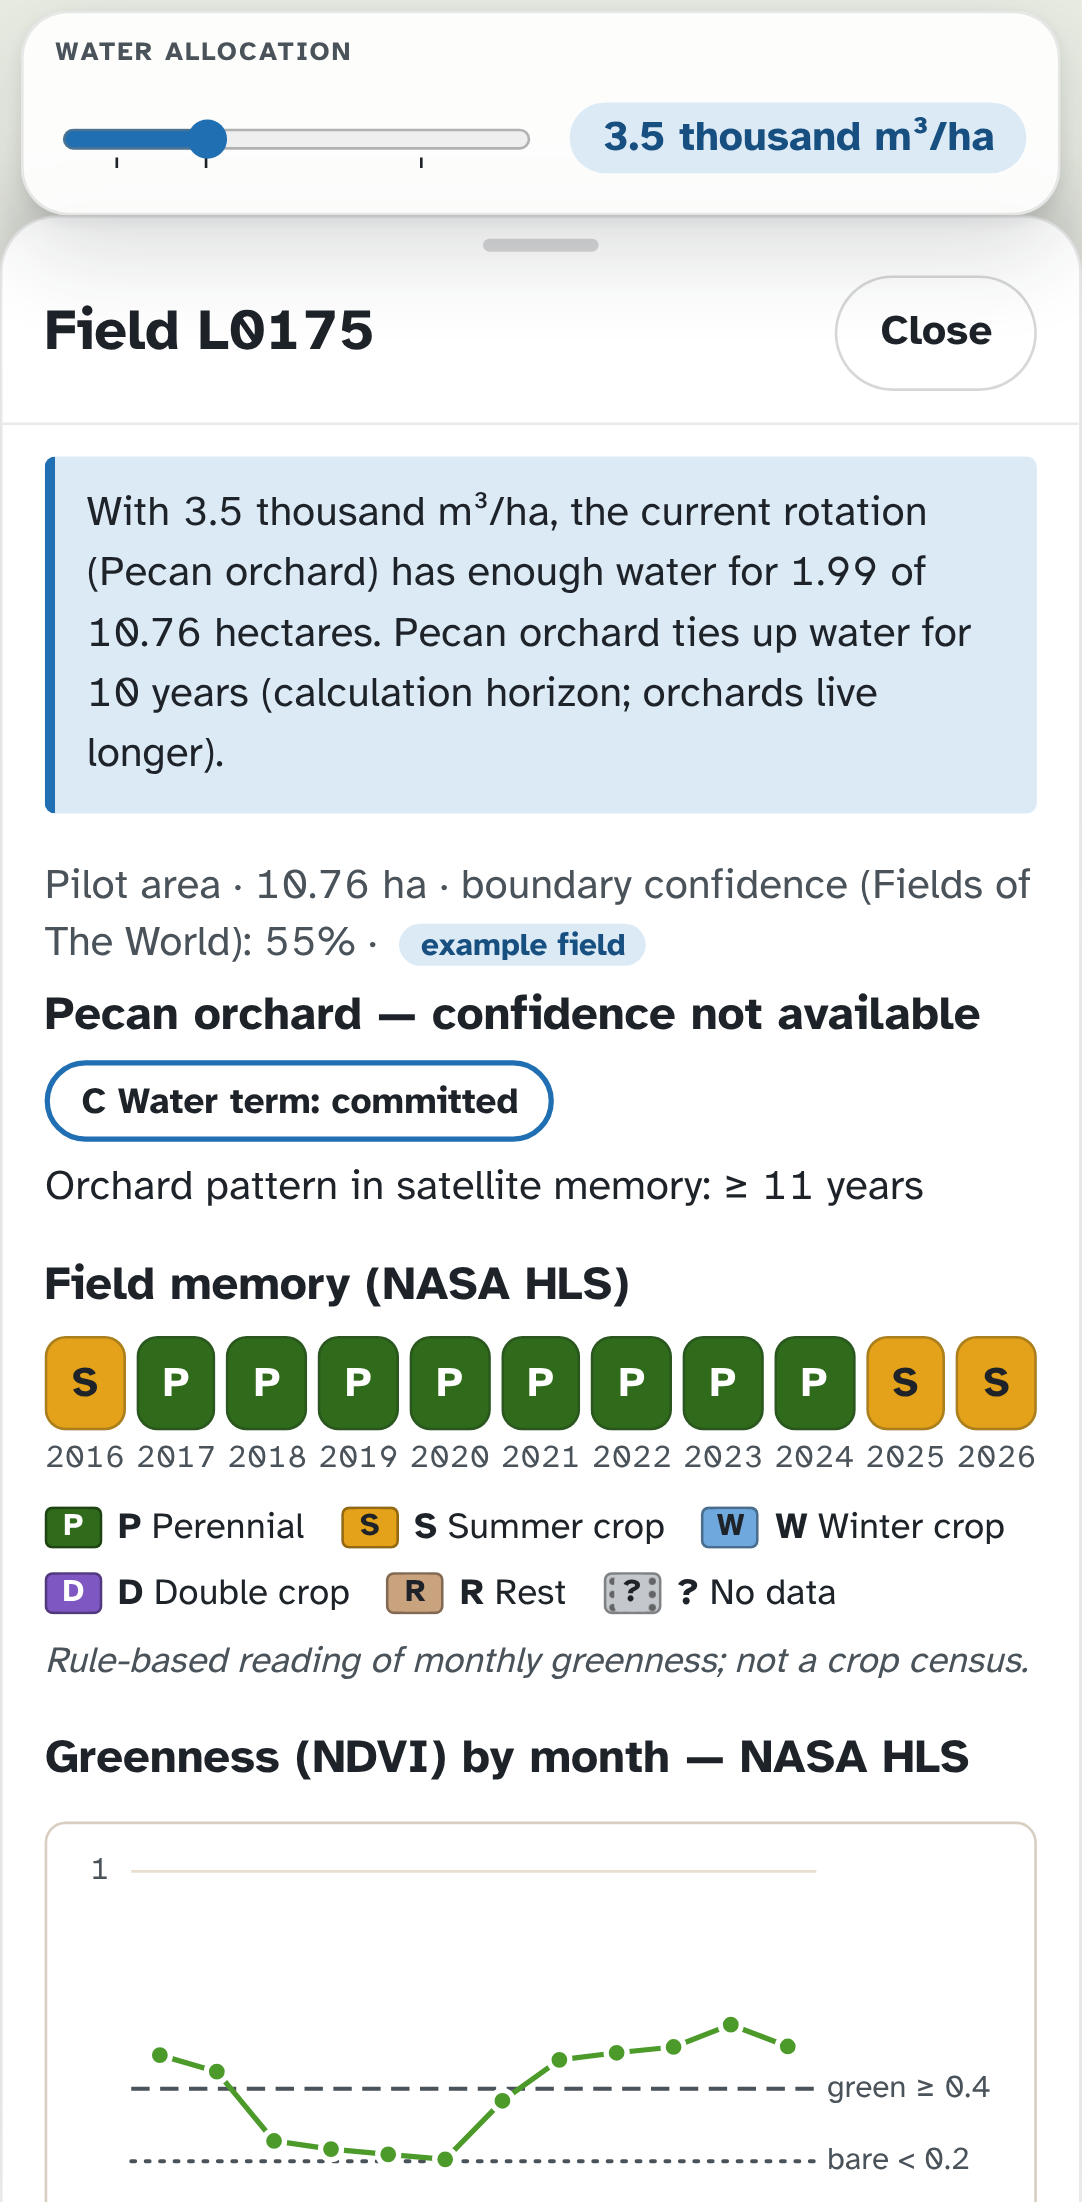 WATER ALLOCATION
3.5 thousand m³/ha
Field L0175
Close
With 3.5 thousand m³/ha, the current rotation
(Pecan orchard) has enough water for 1.99 of
10.76 hectares. Pecan orchard ties up water for
10 years (calculation horizon; orchards live
longer).
Pilot area · 10.76 ha · boundary confidence (Fields of
The World): 55% · example field
Pecan orchard — confidence not available
C Water term: committed
Orchard pattern in satellite memory: ≥ 11 years
Field memory (NASA HLS)
S P P P P P P P P S S
2016 2017 2018 2019 2020 2021 2022 2023 2024 2025 2026
P P Perennial S S Summer crop W W Winter crop
D D Double crop R R Rest ? ? No data
Rule-based reading of monthly greenness; not a crop census.
Greenness (NDVI) by month — NASA HLS
1
green ≥ 0.4
bare < 0.2